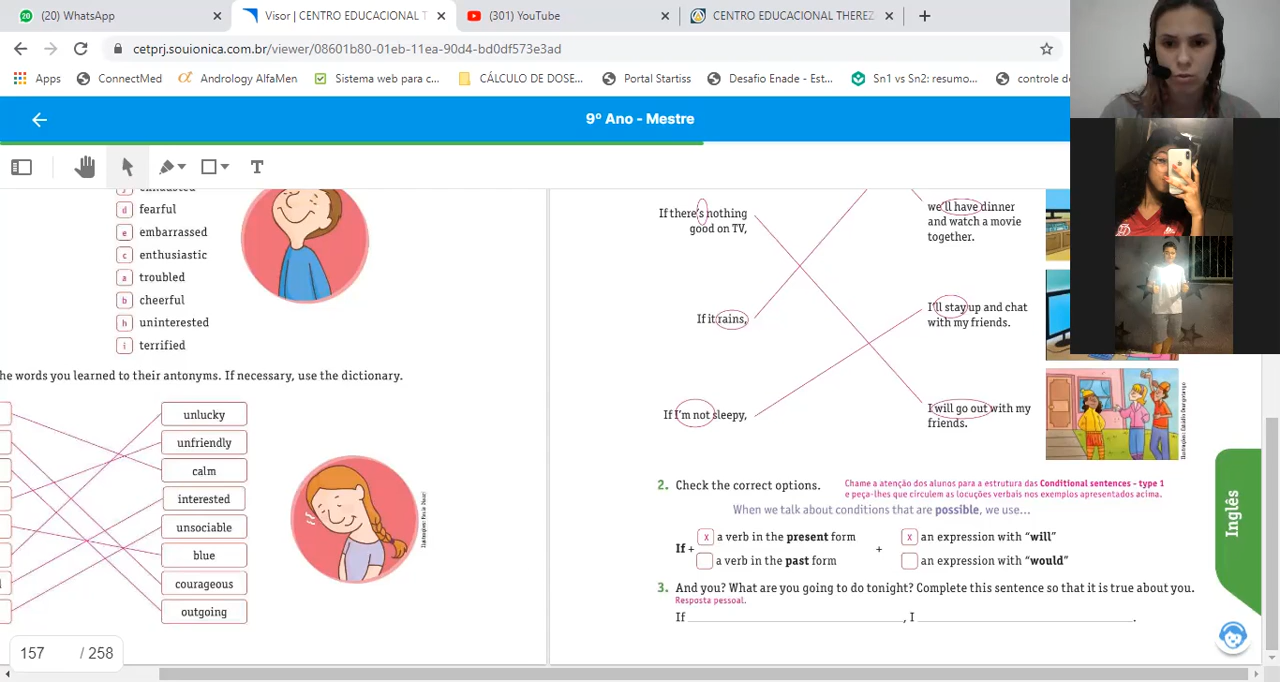 (20) WhatsApp
Visor | CENTRO EDUCACIONAL T
(301) YouTube
CENTRO EDUCACIONAL THEREZ
cetprj.souionica.com.br/viewer/08601b80-01eb-11ea-90d4-bd0df573e3ad
Apps
ConnectMed
Andrology AlfaMen
Sistema web para c...
CÁLCULO DE DOSE...
Portal Startiss
Desafio Enade - Est...
Sn1 vs Sn2: resumo...
controle d
9º Ano - Mestre
d fearful
e embarrassed
c enthusiastic
a troubled
b cheerful
h uninterested
i terrified
he words you learned to their antonyms. If necessary, use the dictionary.
unlucky
unfriendly
calm
interested
unsociable
blue
courageous
outgoing
157 / 258
If there's nothing
good on TV,
If it rains,
If I'm not sleepy,
we'll have dinner
and watch a movie
together.
I'll stay up and chat
with my friends.
I will go out with my
friends.
2. Check the correct options.
Chame a atenção dos alunos para a estrutura das Conditional sentences - type 1
e peça-lhes que circulem as locuções verbais nos exemplos apresentados acima.
When we talk about conditions that are possible, we use...
If + x a verb in the present form + x an expression with "will"
a verb in the past form an expression with "would"
3. And you? What are you going to do tonight? Complete this sentence so that it is true about you.
Resposta pessoal.
If , I .
Inglês